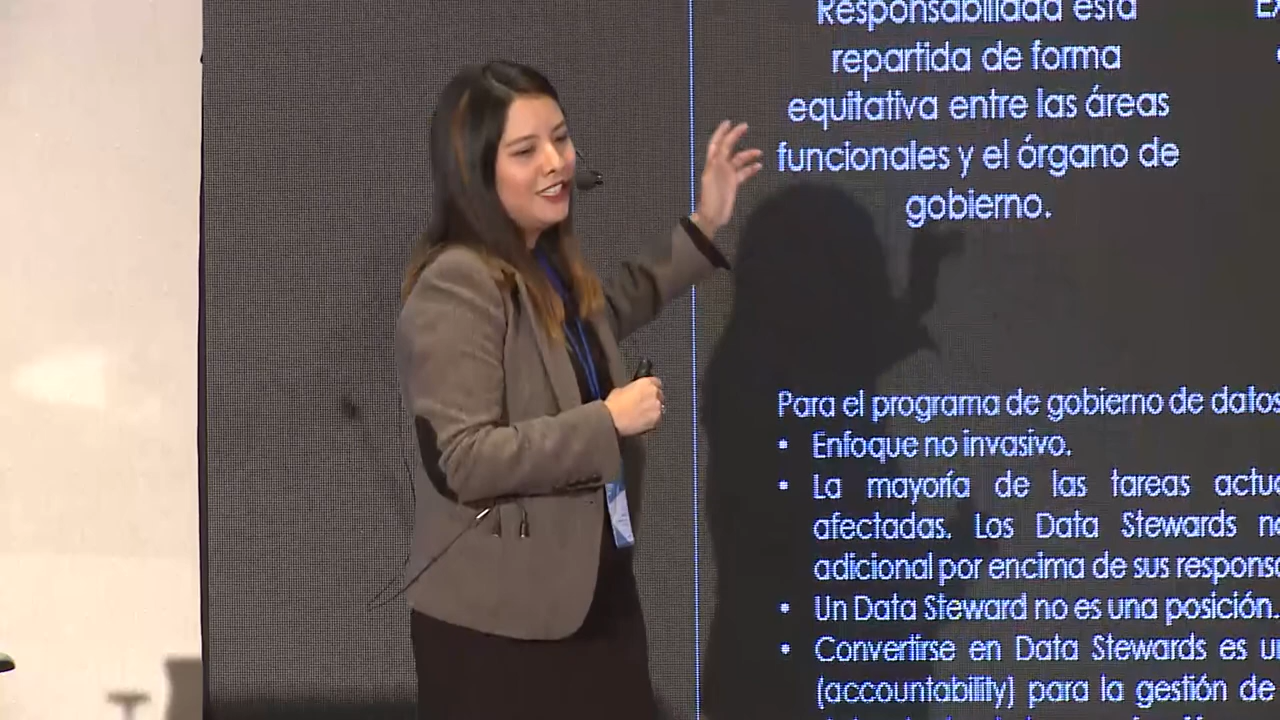 Responsabilidad está
repartida de forma
equitativa entre las áreas
funcionales y el órgano de
gobierno.
Para el programa de gobierno de datos
• Enfoque no invasivo.
• La mayoría de las tareas
afectadas. Los Data Stewards
adicional por encima de sus
• Un Data Steward no es una posición.
• Convertirse en Data Stewards es
(accountability) para la gestión de